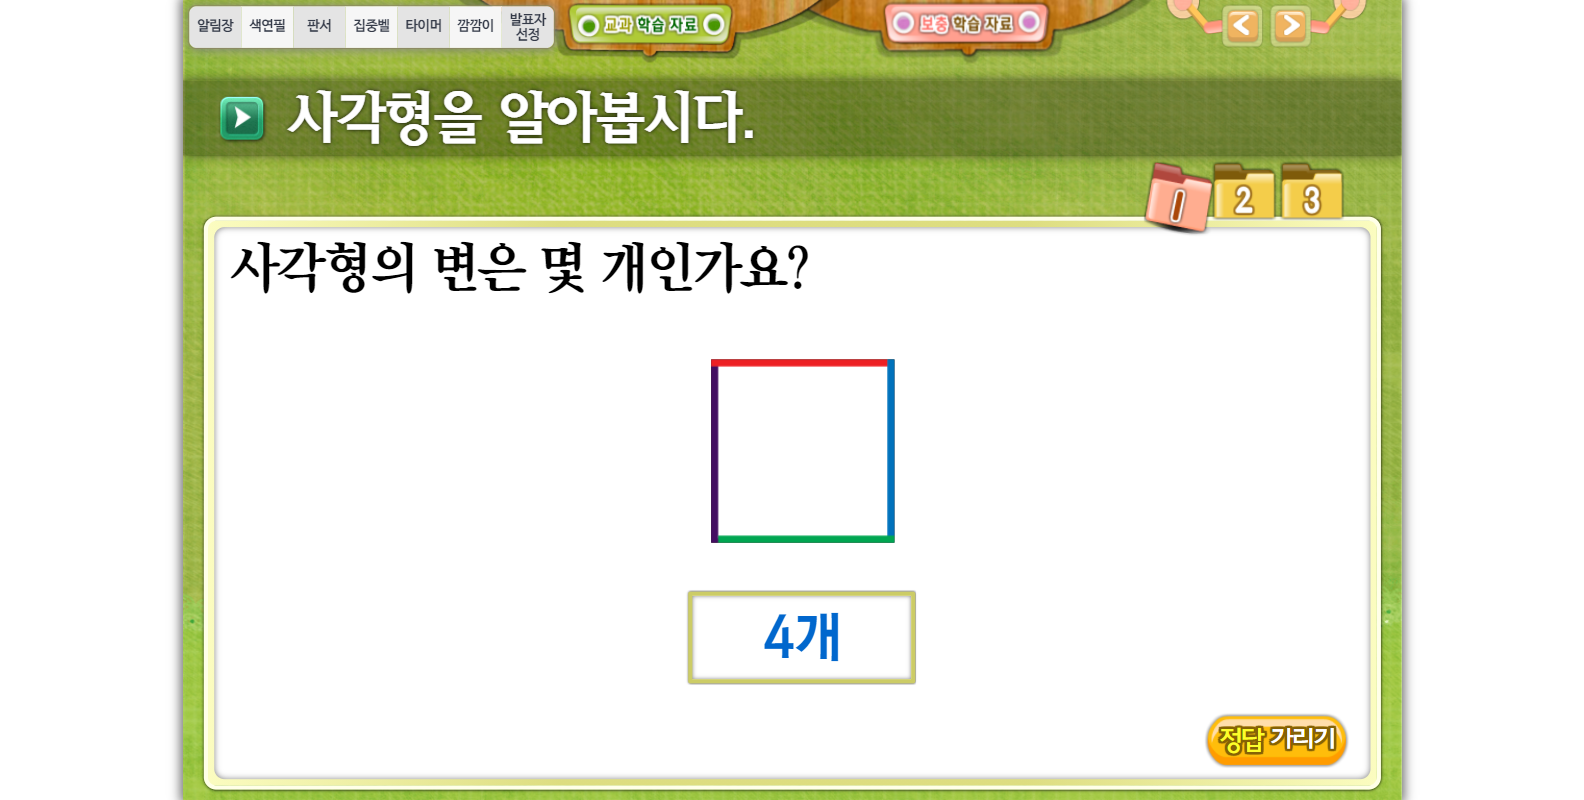 알림장 색연필 판서 집중벨 타이머 깜깜이 발표자
선정
교과 학습 자료
보충 학습 자료
사각형을 알아봅시다.
1 2 3
사각형의 변은 몇 개인가요?
4개
정답 가리기